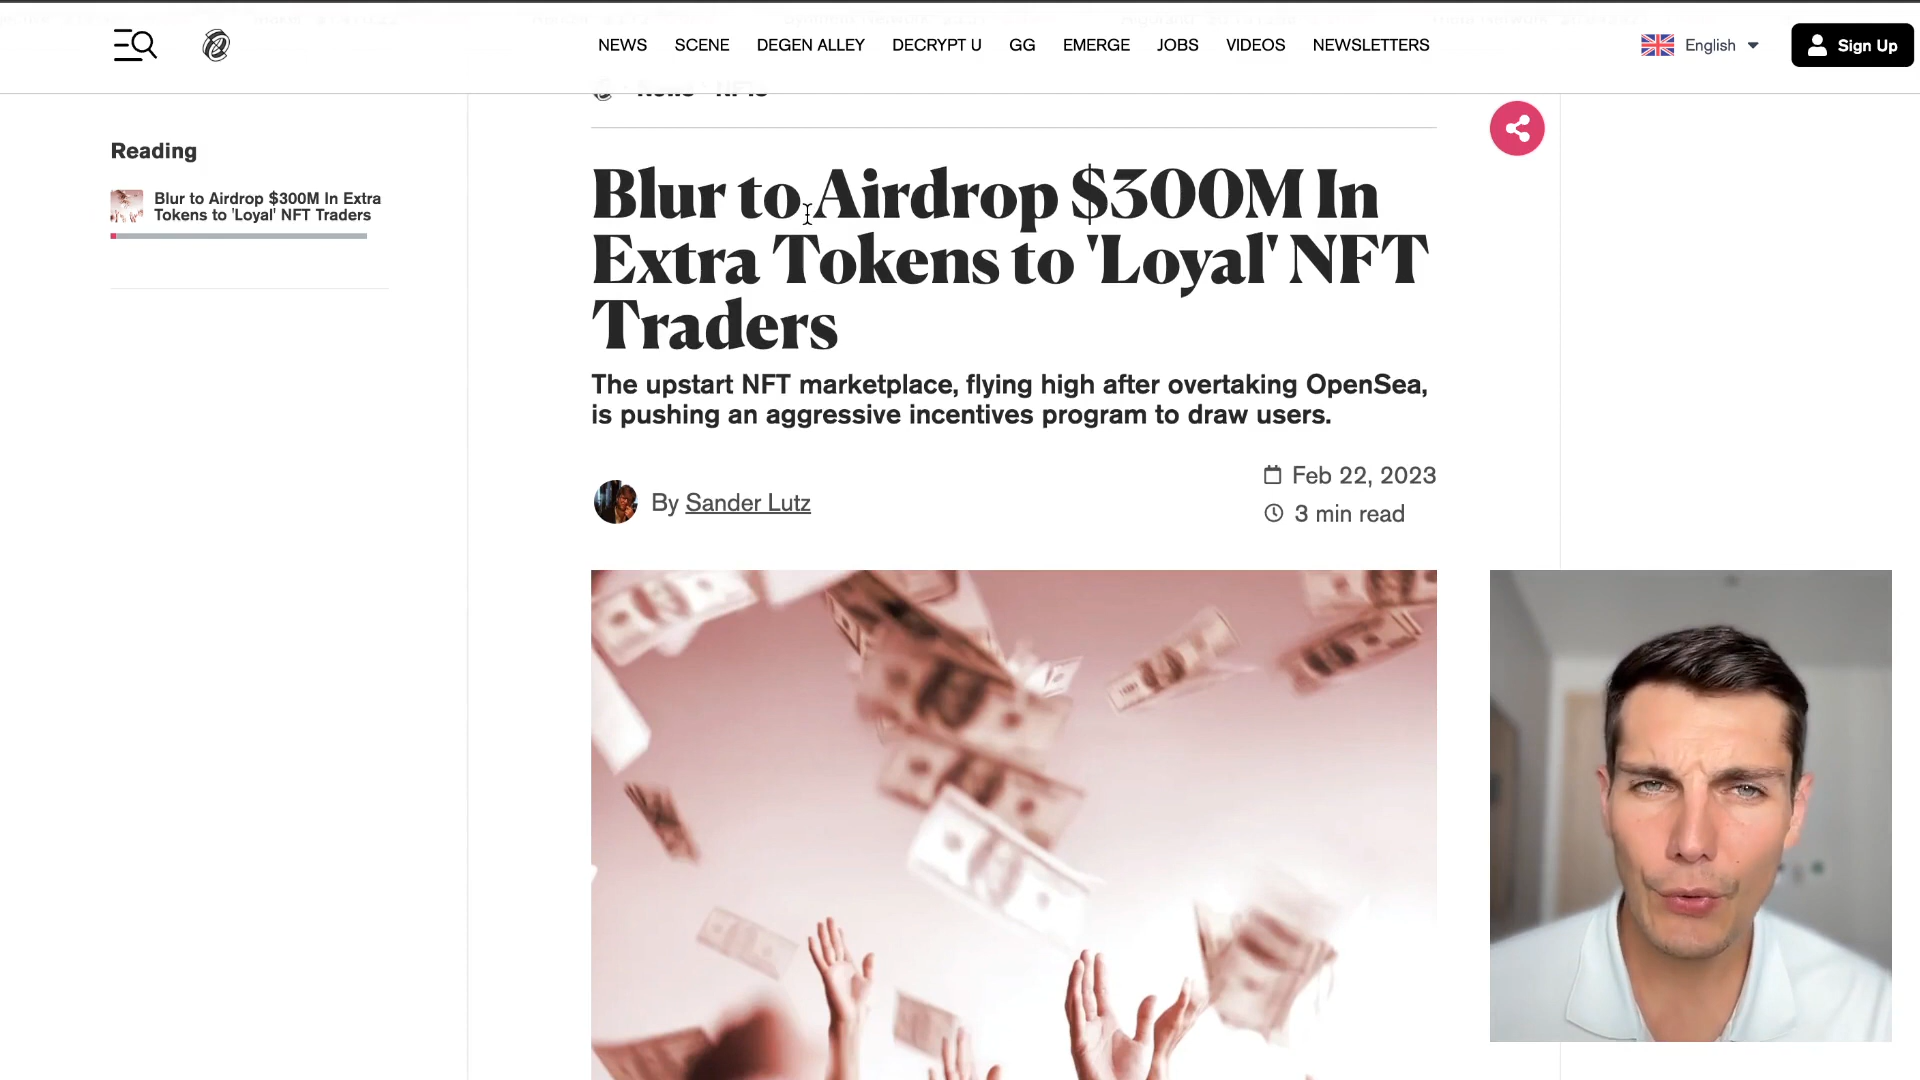 NEWS SCENE DEGEN ALLEY DECRYPT U GG EMERGE JOBS VIDEOS NEWSLETTERS English Sign Up
Reading
Blur to Airdrop $300M In Extra
Tokens to 'Loyal' NFT Traders
Blur to Airdrop $300M In
Extra Tokens to 'Loyal' NFT
Traders
The upstart NFT marketplace, flying high after overtaking OpenSea,
is pushing an aggressive incentives program to draw users.
By Sander Lutz
Feb 22, 2023
3 min read